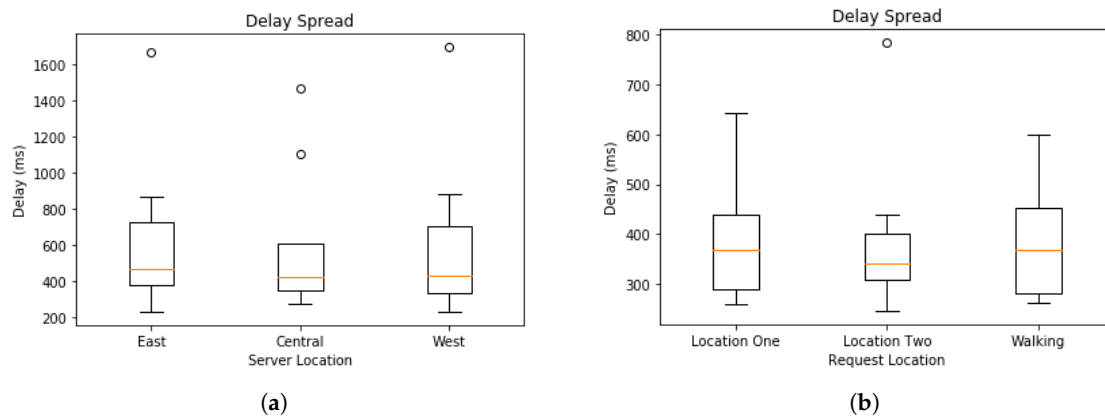 Delay Spread
1600
1400
1200
1000
800
600
400
200
Delay (ms)
East
Central
West
Server Location
(a)
Delay Spread
800
700
600
500
400
300
Delay (ms)
Location One
Location Two
Walking
Request Location
(b)